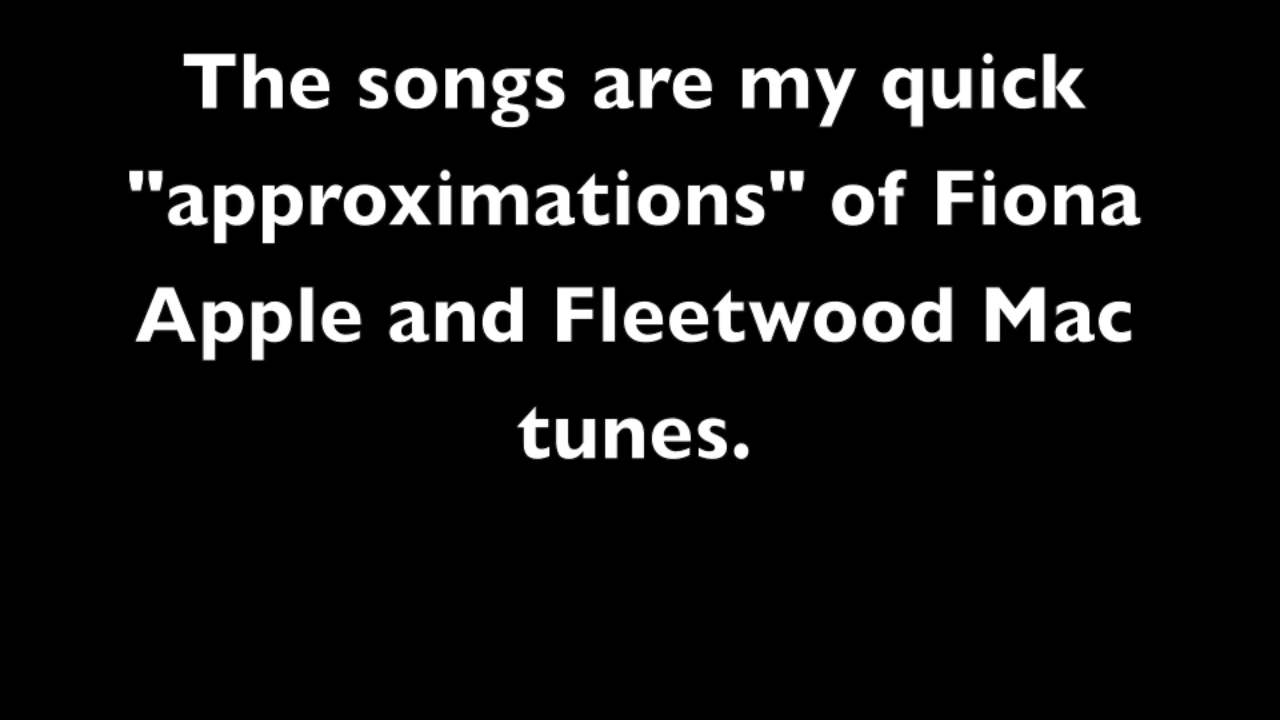 The songs are my quick
"approximations" of Fiona
Apple and Fleetwood Mac
tunes.